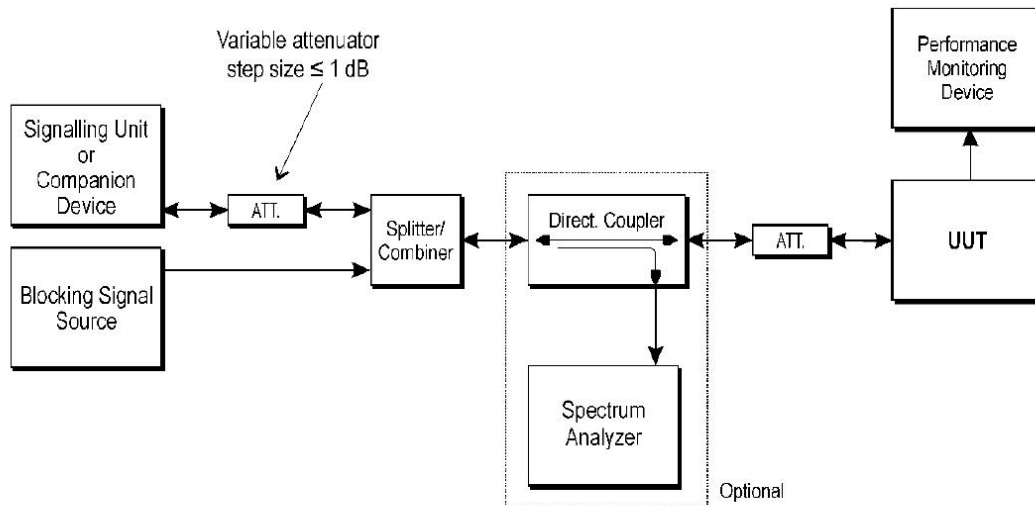 Variable attenuator
step size ≤ 1 dB
Performance
Monitoring
Device
Signalling Unit
or
Companion
Device
ATT.
Splitter/
Combiner
Direct. Coupler
ATT.
UUT
Blocking Signal
Source
Spectrum
Analyzer
Optional